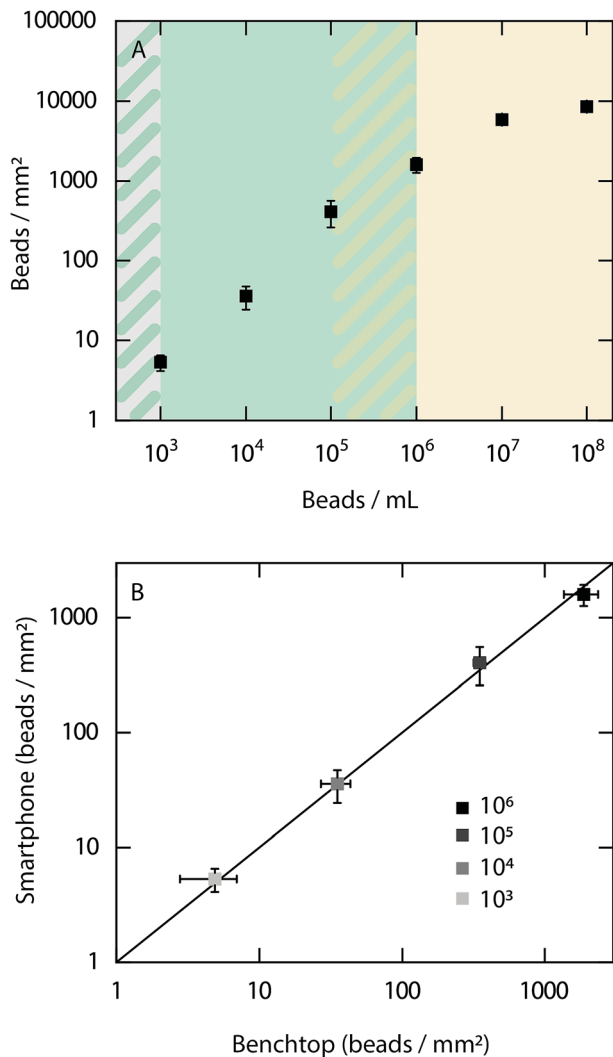 A
100000
10000
1000
100
10
1
Beads / mm²
10³ 10⁴ 10⁵ 10⁶ 10⁷ 10⁸
Beads / mL
B
1000
100
10
1
Smartphone (beads / mm²)
10⁶
10⁵
10⁴
10³
1 10 100 1000
Benchtop (beads / mm²)